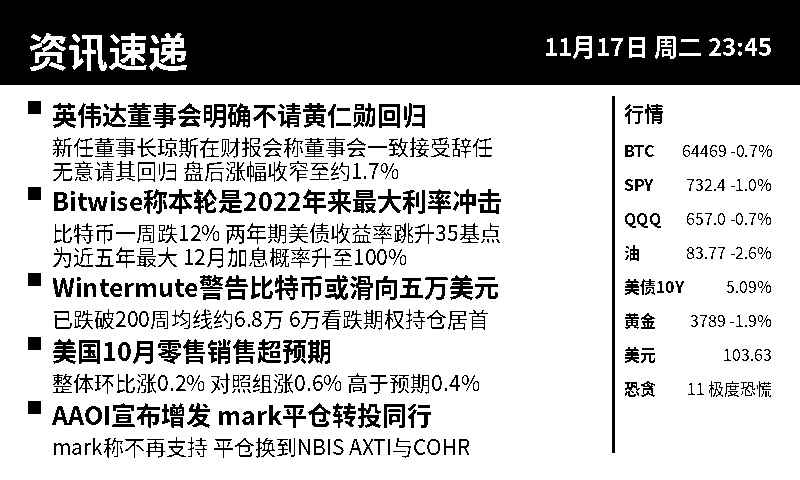 资讯速递
11月17日 周二 23:45
英伟达董事会明确不请黄仁勋回归
新任董事长琼斯在财报会称董事会一致接受辞任
无意请其回归 盘后涨幅收窄至约1.7%
Bitwise称本轮是2022年来最大利率冲击
比特币一周跌12% 两年期美债收益率跳升35基点
为近五年最大 12月加息概率升至100%
Wintermute警告比特币或滑向五万美元
已跌破200周均线约6.8万 6万看跌期权持仓居首
美国10月零售销售超预期
整体环比涨0.2% 对照组涨0.6% 高于预期0.4%
AAOI宣布增发 mark平仓转投同行
mark称不再支持 平仓换到NBIS AXTI与COHR
行情
BTC 64469 -0.7%
SPY 732.4 -1.0%
QQQ 657.0 -0.7%
油 83.77 -2.6%
美债10Y 5.09%
黄金 3789 -1.9%
美元 103.63
恐贪 11 极度恐慌